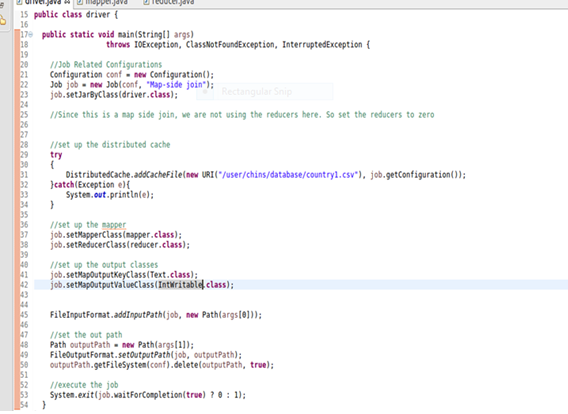 driver.java mapper.java reducer.java
15 public class driver {
16
17 public static void main(String[] args)
18 throws IOException, ClassNotFoundException, InterruptedException {
19
20 //Job Related Configurations
21 Configuration conf = new Configuration();
22 Job job = new Job(conf, "Map-side join");
23 job.setJarByClass(driver.class);
Rectangular Snip
24
25 //Since this is a map side join, we are not using the reducers here. So set the reducers to zero
26
27
28 //set up the distributed cache
29 try
30 {
31 DistributedCache.addCacheFile(new URI("/user/chins/database/country1.csv"), job.getConfiguration());
32 }catch(Exception e){
33 System.out.println(e);
34 }
35
36 //set up the mapper
37 job.setMapperClass(mapper.class);
38 job.setReducerClass(reducer.class);
39
40 //set up the output classes
41 job.setMapOutputKeyClass(Text.class);
42 job.setMapOutputValueClass(IntWritable.class);
43
44
45 FileInputFormat.addInputPath(job, new Path(args[0]));
46
47 //set the out path
48 Path outputPath = new Path(args[1]);
49 FileOutputFormat.setOutputPath(job, outputPath);
50 outputPath.getFileSystem(conf).delete(outputPath, true);
51
52 //execute the job
53 System.exit(job.waitForCompletion(true) ? 0 : 1);
54 }